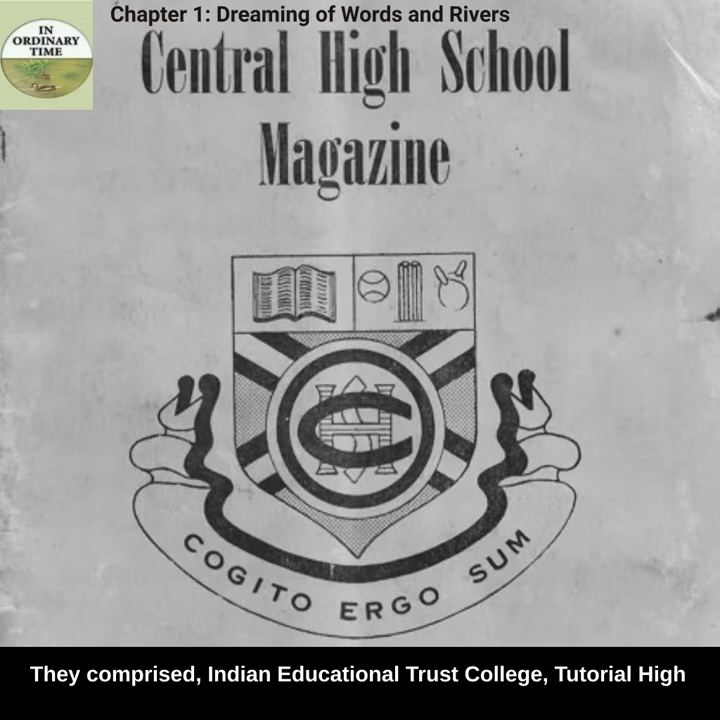 IN
ORDINARY
TIME
Chapter 1: Dreaming of Words and Rivers
Central High School
Magazine
COGITO ERGO SUM
They comprised, Indian Educational Trust College, Tutorial High